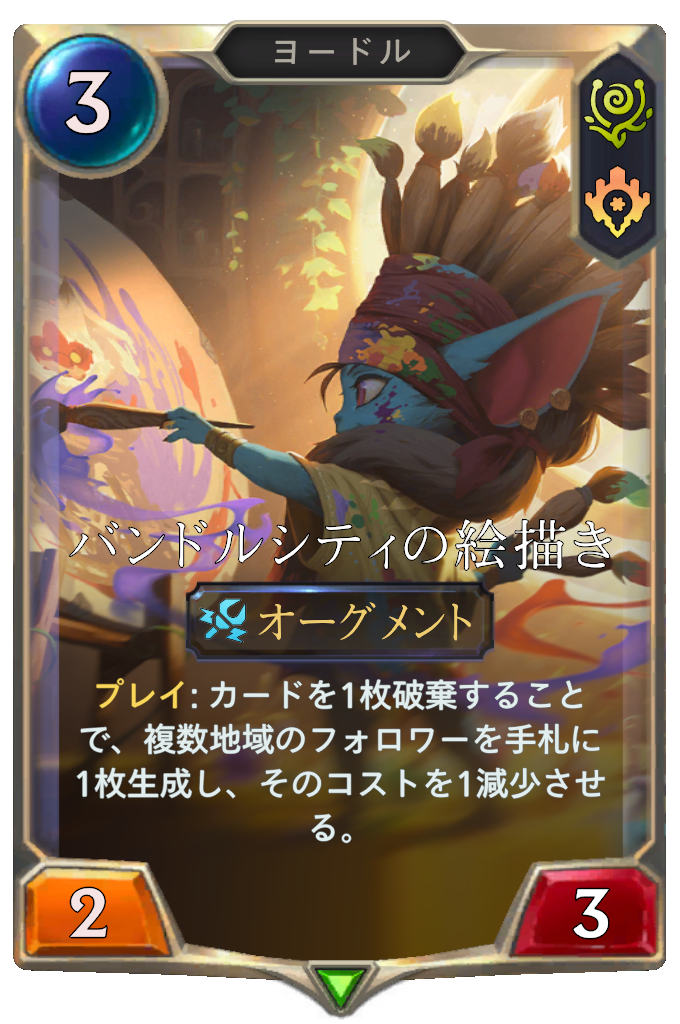 ヨードル
3
バンドルシティの絵描き
オーグメント
プレイ: カードを1枚破棄すること
で、複数地域のフォロワーを手札に
1枚生成し、そのコストを1減少させ
る。
2
3